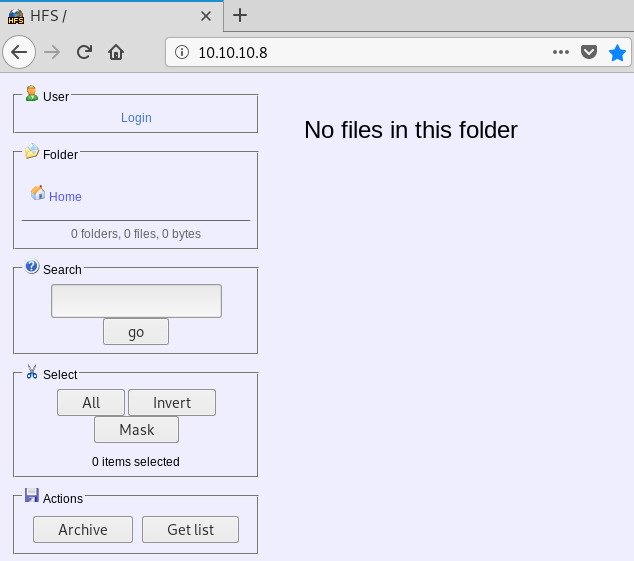 HFS /
10.10.10.8
User
Login
No files in this folder
Folder
Home
0 folders, 0 files, 0 bytes
Search
go
Select
All Invert
Mask
0 items selected
Actions
Archive Get list